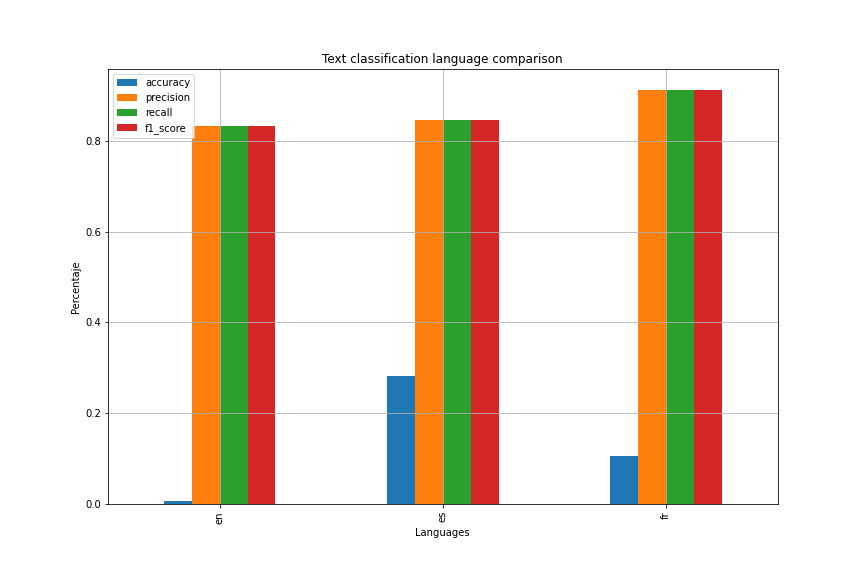 Text classification language comparison
accuracy
precision
recall
f1_score
0.8
0.6
0.4
0.2
0.0
Percentaje
en
es
fr
Languages